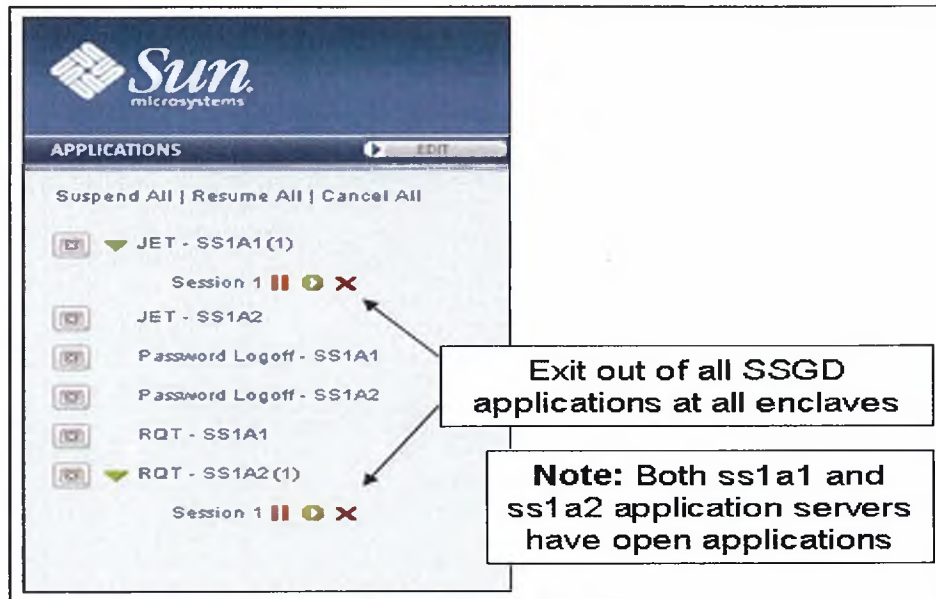 Sun.
microsystems
APPLICATIONS
EDIT
Suspend All | Resume All | Cancel All
JET - SS1A1(1)
Session 1
JET - SS1A2
Password Logoff - SS1A1
Password Logoff - SS1A2
RQT - SS1A1
RQT - SS1A2(1)
Session 1
Exit out of all SSGD
applications at all enclaves
Note: Both ss1a1 and
ss1a2 application servers
have open applications